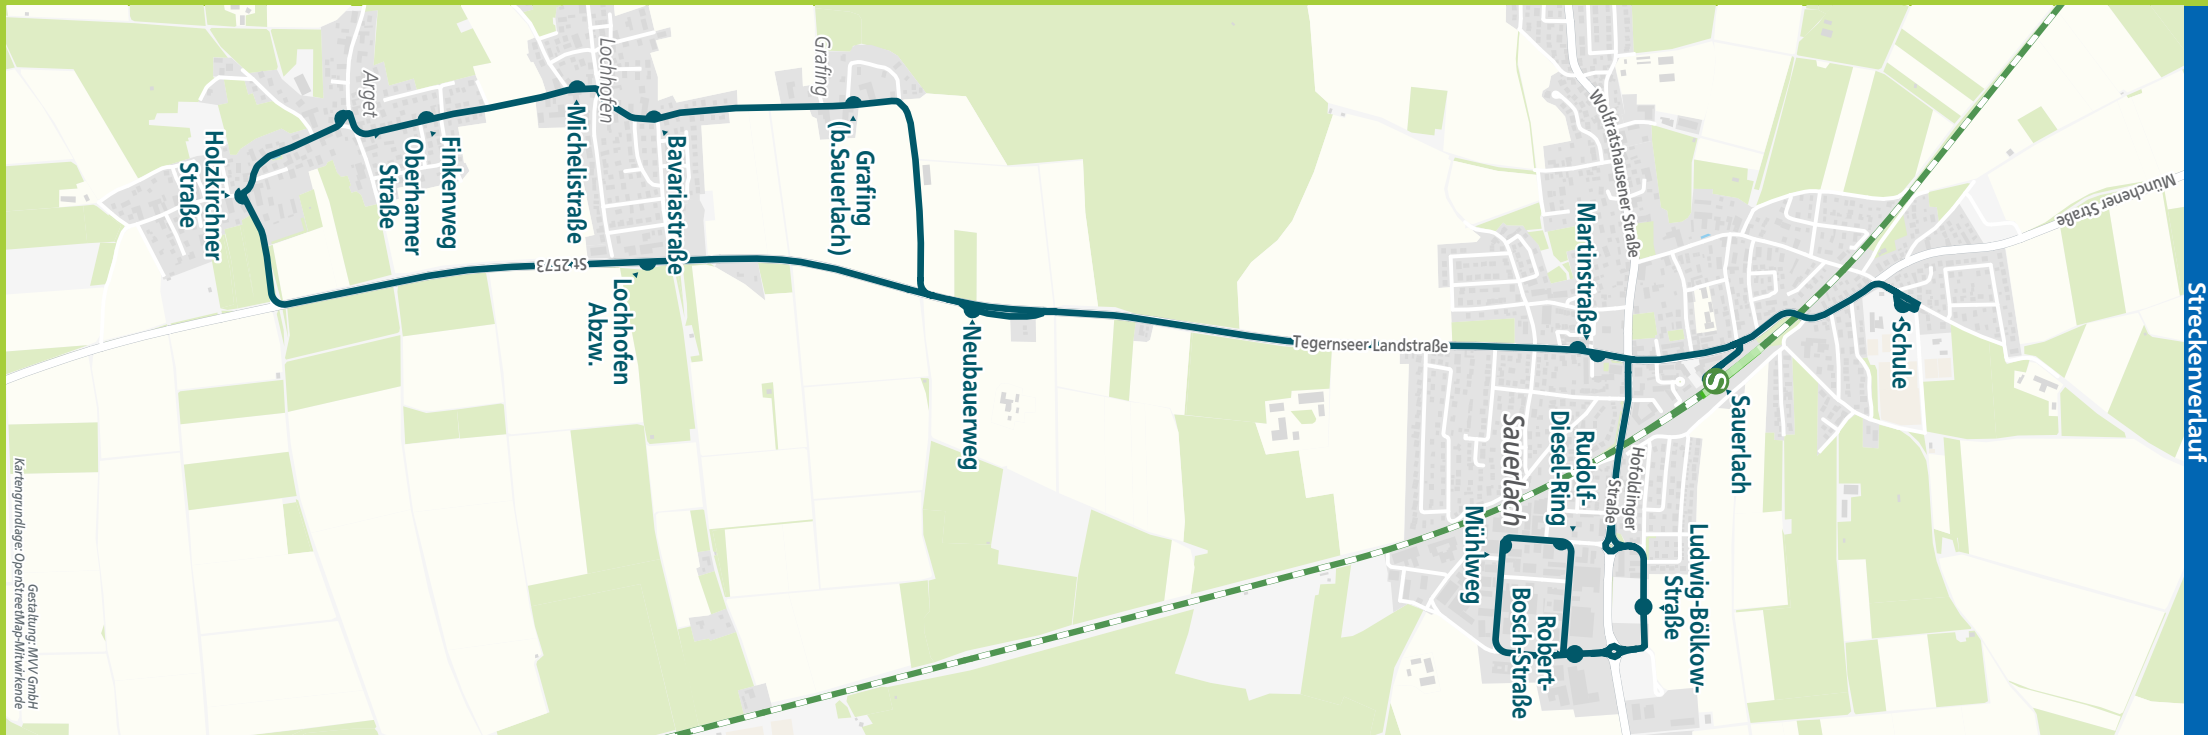 Streckenverlauf
Münchener Straße
Schule
Wolfratshausener Straße
Sauerlach
S
Martinstraße
Tegernseer Landstraße
Hofoldinger
Straße
Ludwig-Bölkow-
Straße
Rudolf-
Diesel-Ring
Sauerlach
Mühlweg
Robert-
Bosch-Straße
Neubauerweg
Grafing
Grafing
(b.Sauerlach)
Bavariastraße
Lochhofen
Michelistraße
St 2573
Lochhofen
Abzw.
Finkenweg
Oberhamer
Straße
Arget
Holzkirchner
Straße
Gestaltung: MVV GmbH
Kartengrundlage: OpenStreetMap-Mitwirkende